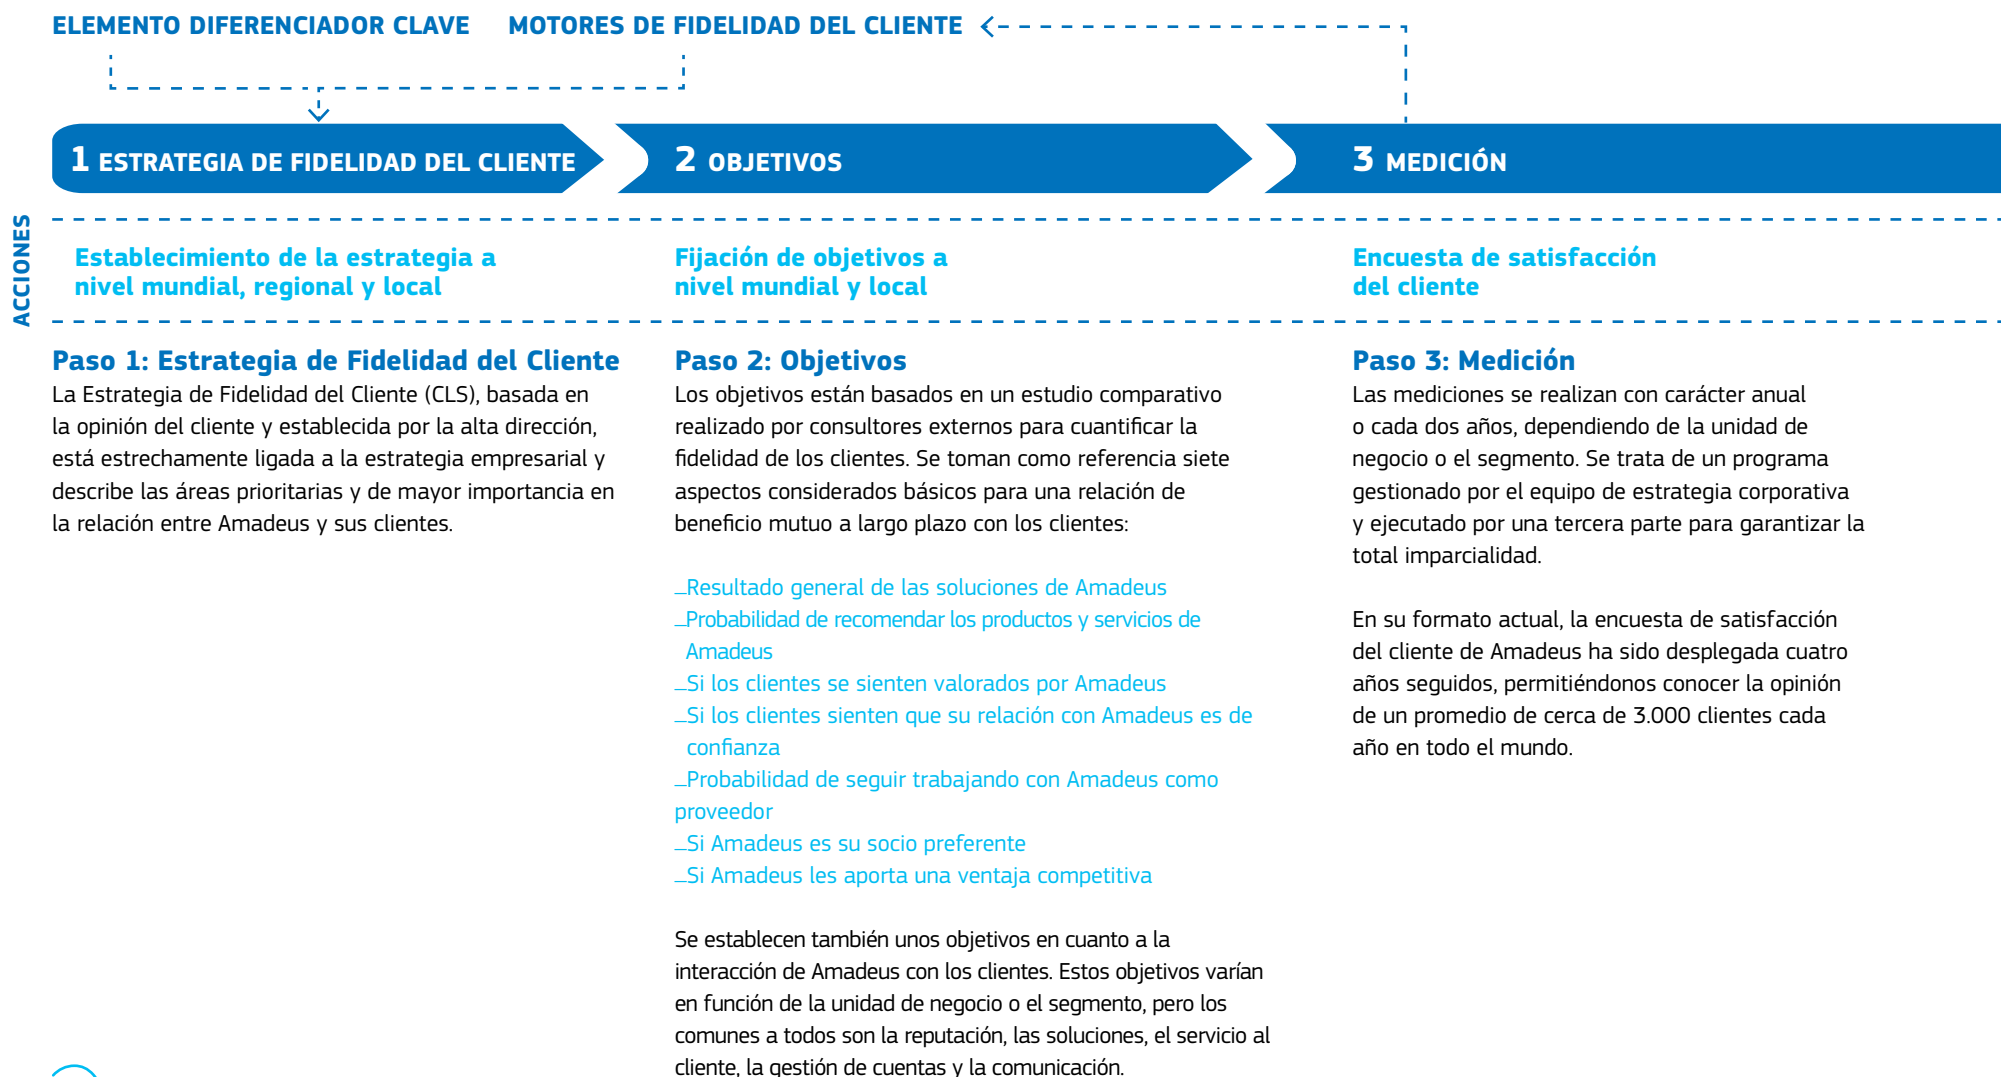 ELEMENTO DIFERENCIADOR CLAVE
MOTORES DE FIDELIDAD DEL CLIENTE
1 ESTRATEGIA DE FIDELIDAD DEL CLIENTE
2 OBJETIVOS
3 MEDICIÓN
ACCIONES
Establecimiento de la estrategia a
nivel mundial, regional y local
Fijación de objetivos a
nivel mundial y local
Encuesta de satisfacción
del cliente
Paso 1: Estrategia de Fidelidad del Cliente
La Estrategia de Fidelidad del Cliente (CLS), basada en
la opinión del cliente y establecida por la alta dirección,
está estrechamente ligada a la estrategia empresarial y
describe las áreas prioritarias y de mayor importancia en
la relación entre Amadeus y sus clientes.
Paso 2: Objetivos
Los objetivos están basados en un estudio comparativo
realizado por consultores externos para cuantificar la
fidelidad de los clientes. Se toman como referencia siete
aspectos considerados básicos para una relación de
beneficio mutuo a largo plazo con los clientes:
_Resultado general de las soluciones de Amadeus
_Probabilidad de recomendar los productos y servicios de
Amadeus
_Si los clientes se sienten valorados por Amadeus
_Si los clientes sienten que su relación con Amadeus es de
confianza
_Probabilidad de seguir trabajando con Amadeus como
proveedor
_Si Amadeus es su socio preferente
_Si Amadeus les aporta una ventaja competitiva
Se establecen también unos objetivos en cuanto a la
interacción de Amadeus con los clientes. Estos objetivos varían
en función de la unidad de negocio o el segmento, pero los
comunes a todos son la reputación, las soluciones, el servicio al
cliente, la gestión de cuentas y la comunicación.
Paso 3: Medición
Las mediciones se realizan con carácter anual
o cada dos años, dependiendo de la unidad de
negocio o el segmento. Se trata de un programa
gestionado por el equipo de estrategia corporativa
y ejecutado por una tercera parte para garantizar la
total imparcialidad.
En su formato actual, la encuesta de satisfacción
del cliente de Amadeus ha sido desplegada cuatro
años seguidos, permitiéndonos conocer la opinión
de un promedio de cerca de 3.000 clientes cada
año en todo el mundo.